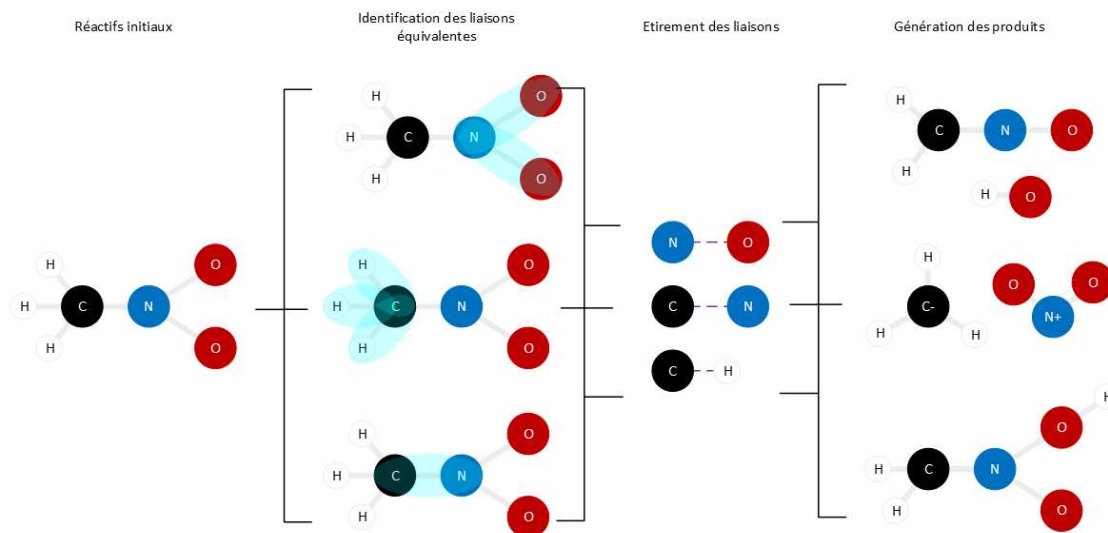 Réactifs initiaux
Identification des liaisons
équivalentes
Etirement des liaisons
Génération des produits
H
H
H
C
N
O
O
H
H
H
C
N
O
O
H
H
H
C
N
O
O
H
H
H
C
N
O
O
N
O
C
N
C
H
H
H
C
N
O
H
O
H
C-
H
H
O
O
N+
H
O
H
C
N
H
O